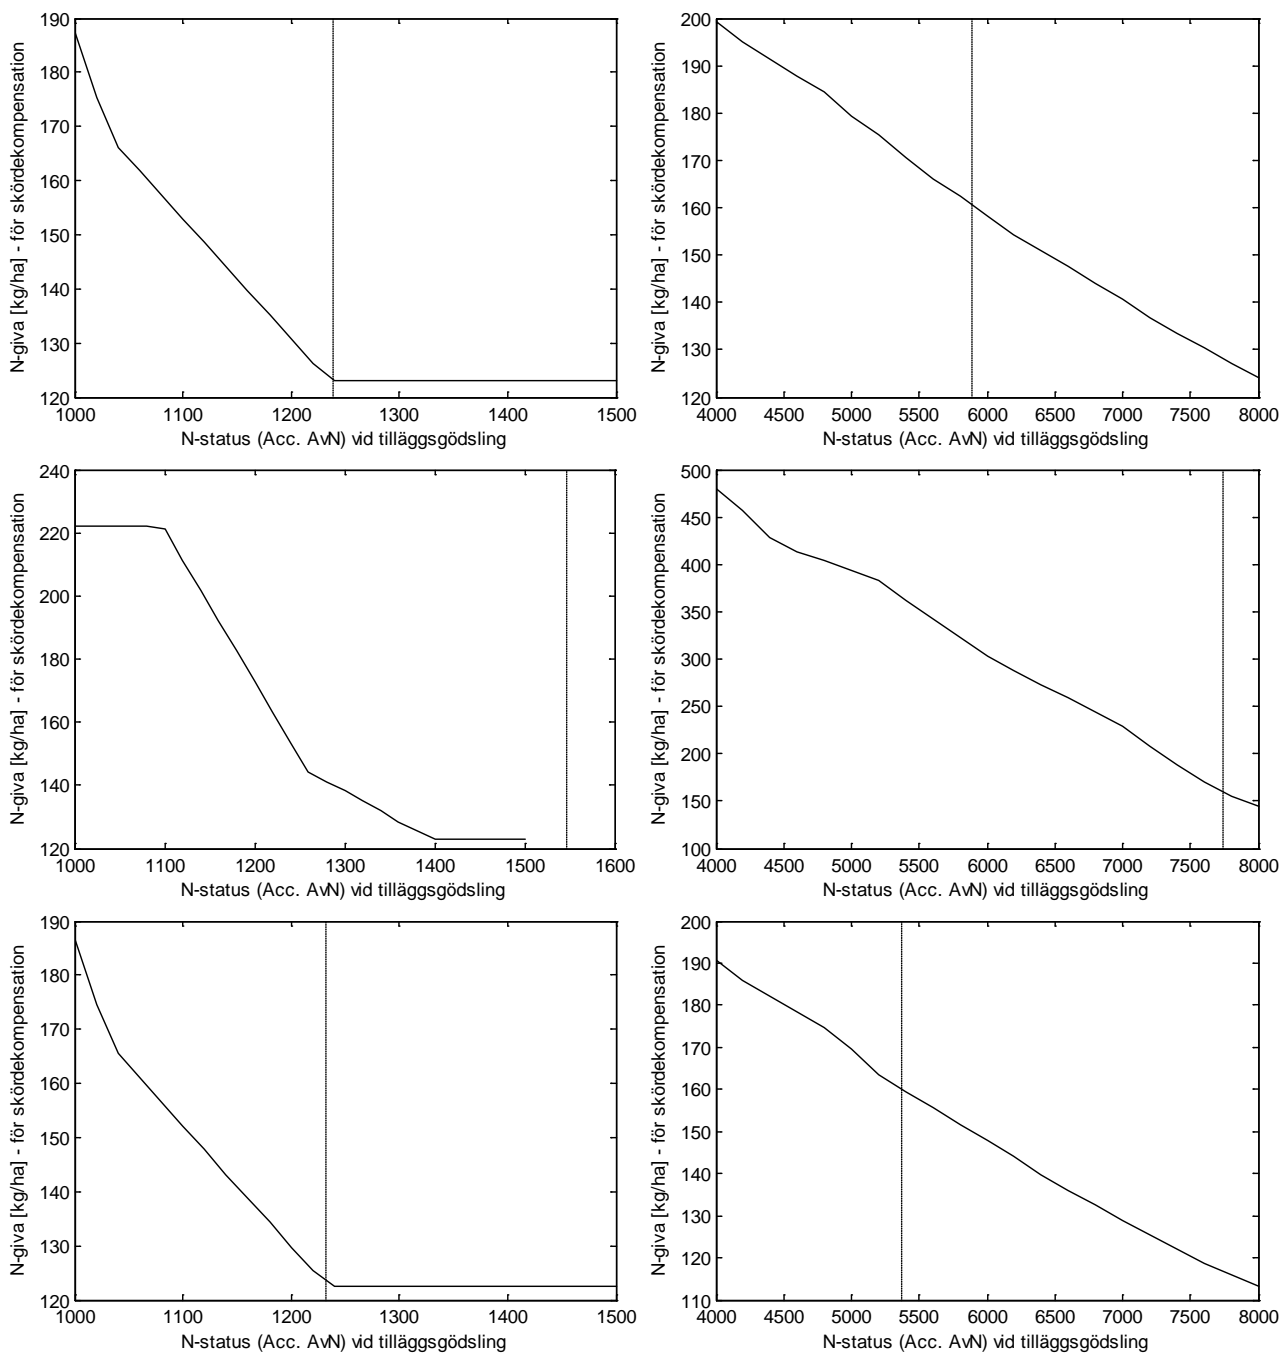 190
180
170
160
150
140
130
120
N-giva [kg/ha] - för skördekompensation
1000 1100 1200 1300 1400 1500
N-status (Acc. AvN) vid tilläggsgödsling
200
190
180
170
160
150
140
130
120
N-giva [kg/ha] - för skördekompensation
4000 4500 5000 5500 6000 6500 7000 7500 8000
N-status (Acc. AvN) vid tilläggsgödsling
240
220
200
180
160
140
120
N-giva [kg/ha] - för skördekompensation
1000 1100 1200 1300 1400 1500 1600
N-status (Acc. AvN) vid tilläggsgödsling
500
450
400
350
300
250
200
150
100
N-giva [kg/ha] - för skördekompensation
4000 4500 5000 5500 6000 6500 7000 7500 8000
N-status (Acc. AvN) vid tilläggsgödsling
190
180
170
160
150
140
130
120
N-giva [kg/ha] - för skördekompensation
1000 1100 1200 1300 1400 1500
N-status (Acc. AvN) vid tilläggsgödsling
200
190
180
170
160
150
140
130
120
110
N-giva [kg/ha] - för skördekompensation
4000 4500 5000 5500 6000 6500 7000 7500 8000
N-status (Acc. AvN) vid tilläggsgödsling